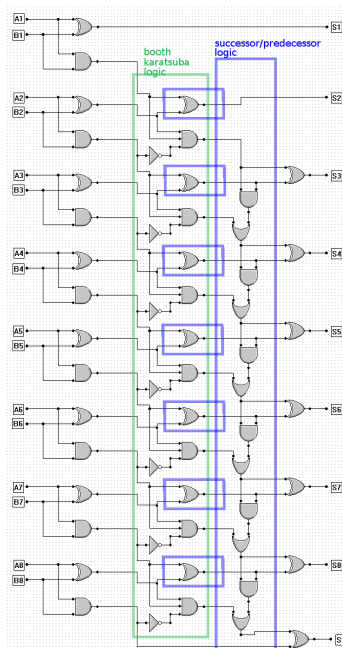 A1
B1
S1
booth
karatsuba
logic
successor/predecessor
logic
A2
B2
S2
A3
B3
S3
A4
B4
S4
A5
B5
S5
A6
B6
S6
A7
B7
S7
A8
B8
S8
S